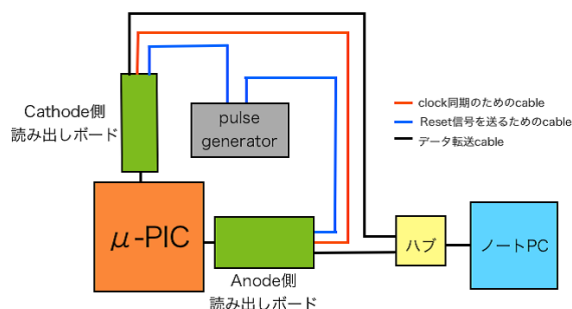 Cathode側
読み出しボード
pulse
generator
clock同期のためのcable
Reset信号を送るためのcable
データ転送cable
μ-PIC
ハブ
ノートPC
Anode側
読み出しボード